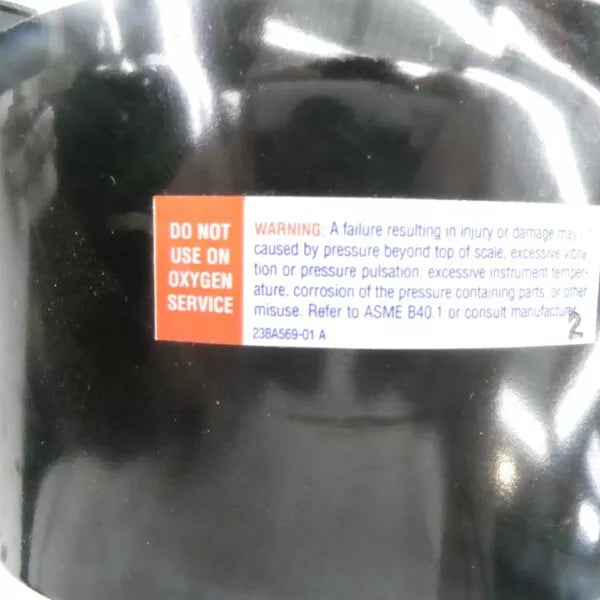 DO NOT
USE ON
OXYGEN
SERVICE
WARNING: A failure resulting in injury or damage may
caused by pressure beyond top of scale, excessive vibra
tion or pressure pulsation, excessive instrument temper-
ature, corrosion of the pressure containing parts, or other
misuse. Refer to ASME B40.1 or consult manufacturer.
238A569-01 A
2